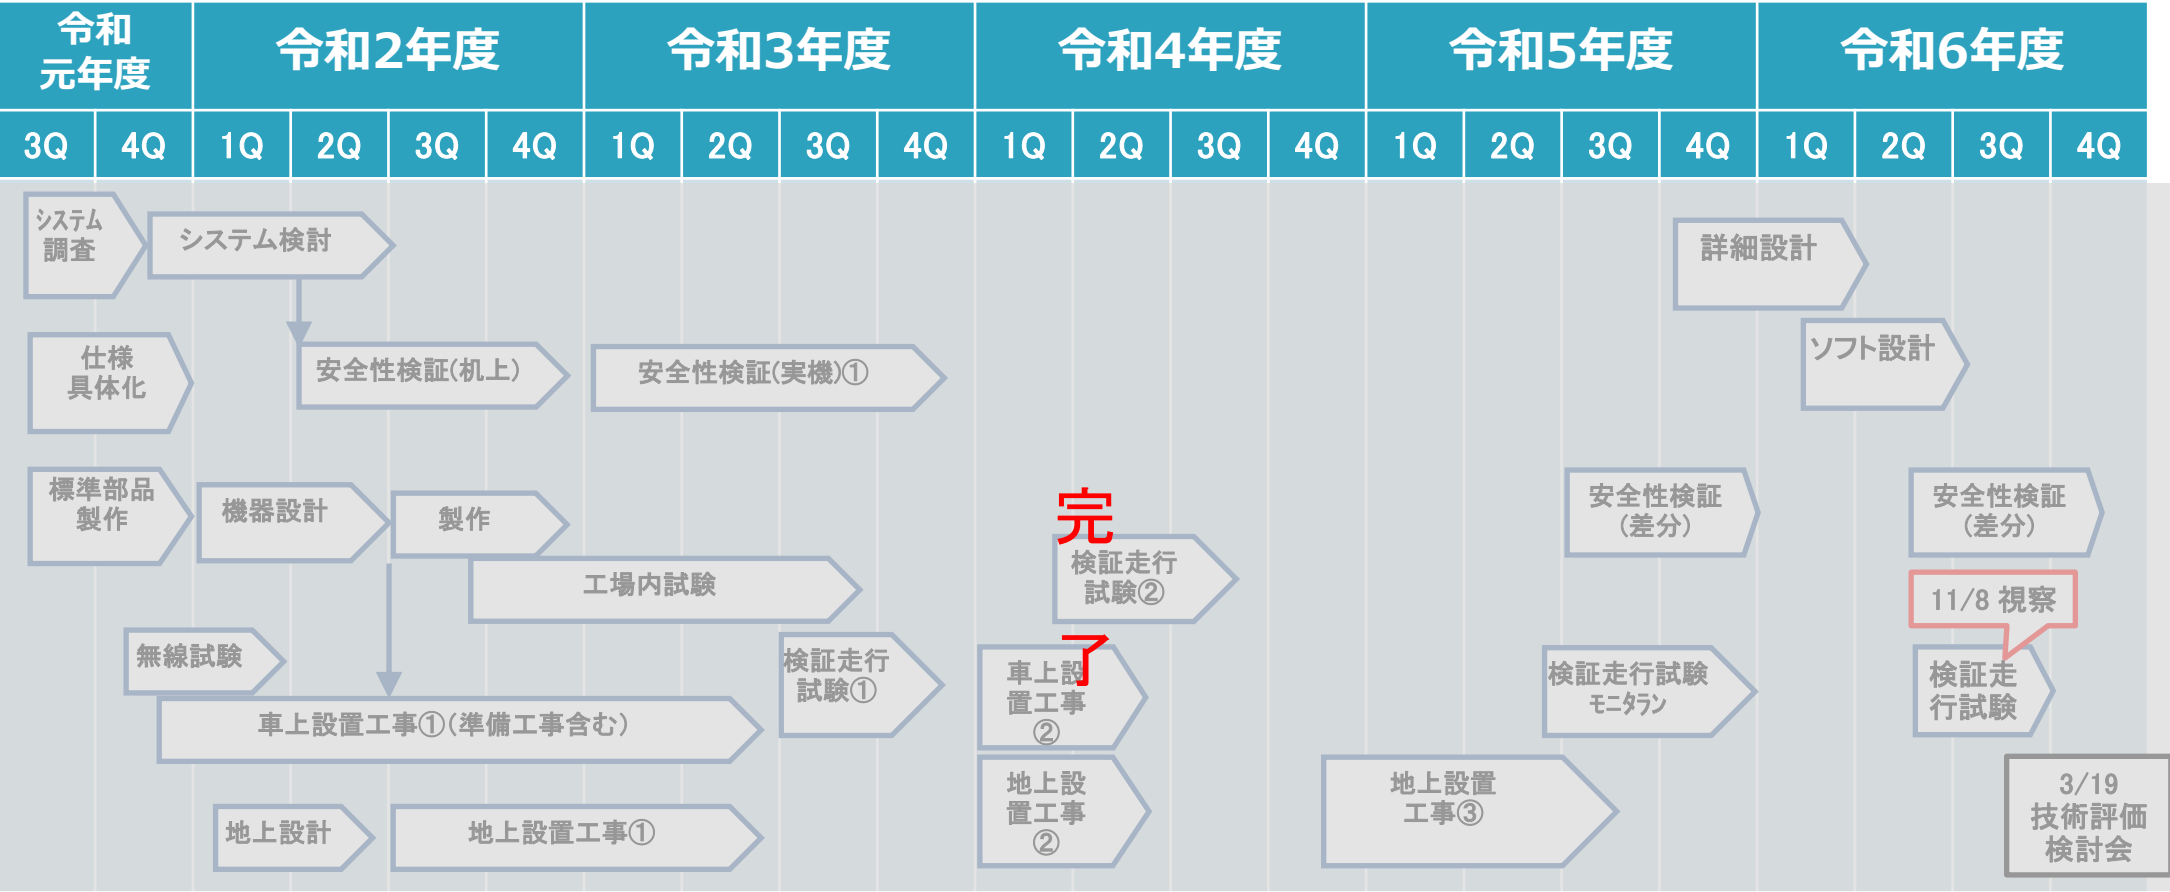 令和
元年度
令和2年度
令和3年度
令和4年度
令和5年度
令和6年度
3Q
4Q
1Q
2Q
3Q
4Q
1Q
2Q
3Q
4Q
1Q
2Q
3Q
4Q
1Q
2Q
3Q
4Q
1Q
2Q
3Q
4Q
システム
調査
システム検討
詳細設計
仕様
具体化
安全性検証(机上)
安全性検証(実機)①
ソフト設計
標準部品
製作
機器設計
製作
完
了
安全性検証
(差分)
安全性検証
(差分)
工場内試験
検証走行
試験②
11/8 視察
無線試験
検証走行
試験①
車上設
置工事
②
検証走行試験
モニタラン
検証走
行試験
車上設置工事①(準備工事含む)
地上設計
地上設置工事①
地上設
置工事
②
地上設置
工事③
3/19
技術評価
検討会